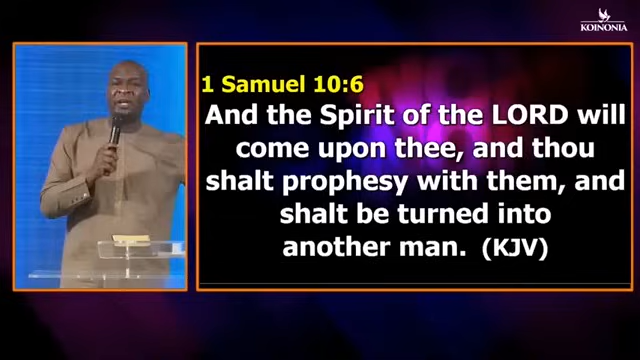 KOINONIA
1 Samuel 10:6
And the Spirit of the LORD will
come upon thee, and thou
shalt prophesy with them, and
shalt be turned into
another man.  (KJV)